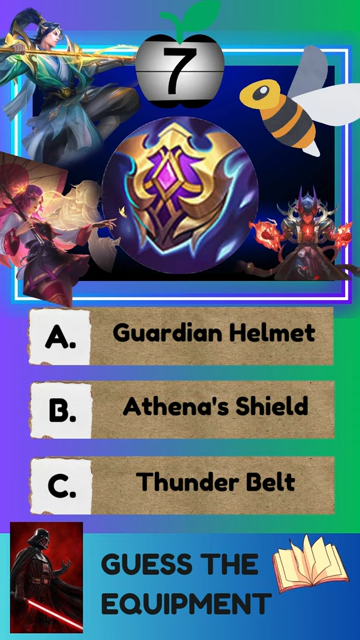 7
A. Guardian Helmet
B. Athena's Shield
C. Thunder Belt
GUESS THE
EQUIPMENT